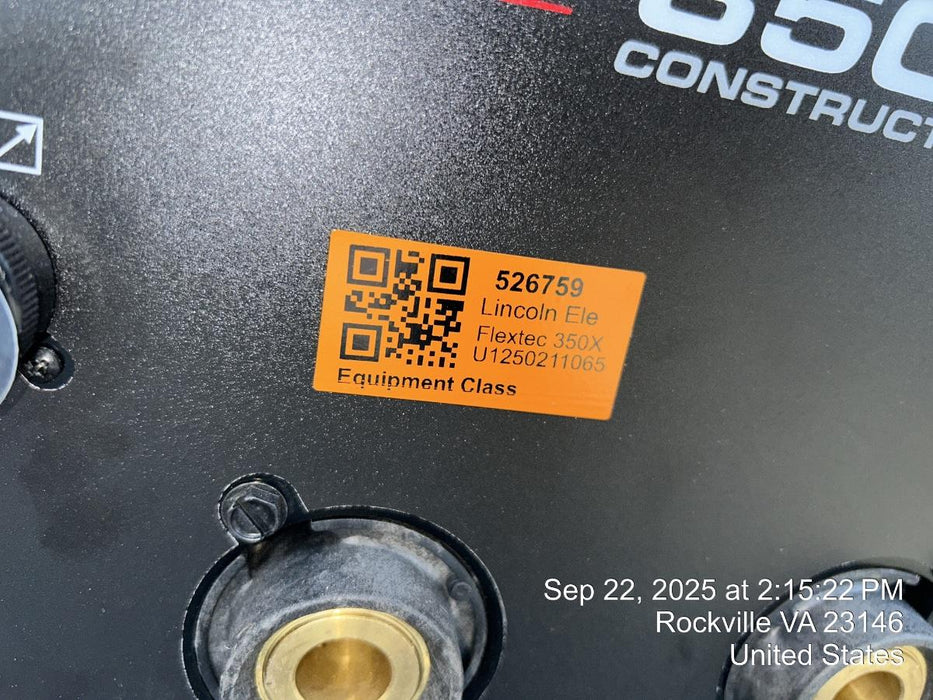 CONSTRUCT
526759
Lincoln Ele
Flextec 350X
U1250211065
Equipment Class
Sep 22, 2025 at 2:15:22 PM
Rockville VA 23146
United States